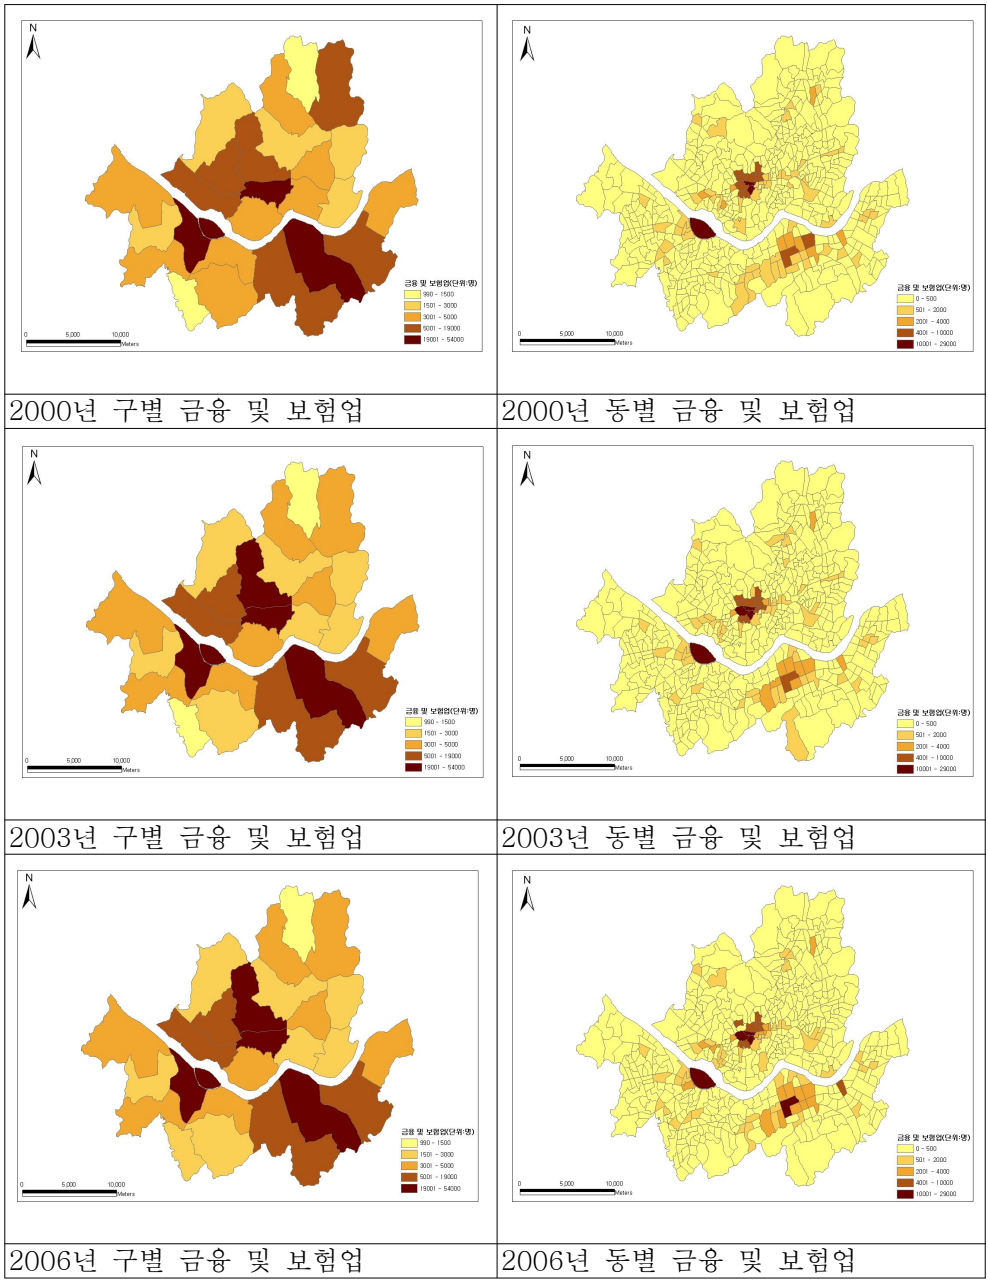 N
금융 및 보험업(단위:명)
990 - 1500
1501 - 3000
3001 - 5000
5001 - 19000
19001 - 54000
0 5,000 10,000
Meters
N
금융 및 보험업(단위:명)
0 - 500
501 - 2000
2001 - 4000
4001 - 10000
10001 - 29000
0 5,000 10,000
Meters
2000년 구별 금융 및 보험업
2000년 동별 금융 및 보험업
N
금융 및 보험업(단위:명)
990 - 1500
1501 - 3000
3001 - 5000
5001 - 19000
19001 - 54000
0 5,000 10,000
Meters
N
금융 및 보험업(단위:명)
0 - 500
501 - 2000
2001 - 4000
4001 - 10000
10001 - 29000
0 5,000 10,000
Meters
2003년 구별 금융 및 보험업
2003년 동별 금융 및 보험업
N
금융 및 보험업(단위:명)
990 - 1500
1501 - 3000
3001 - 5000
5001 - 19000
19001 - 54000
0 5,000 10,000
Meters
N
금융 및 보험업(단위:명)
0 - 500
501 - 2000
2001 - 4000
4001 - 10000
10001 - 29000
0 5,000 10,000
Meters
2006년 구별 금융 및 보험업
2006년 동별 금융 및 보험업